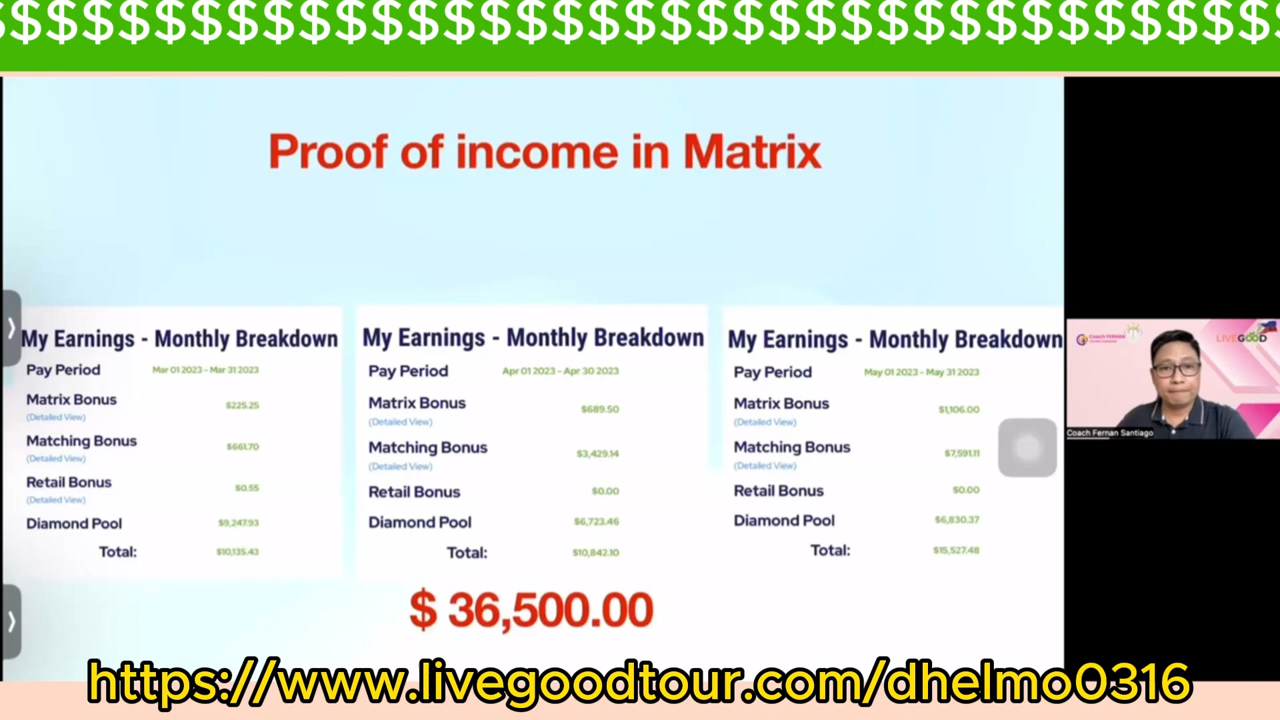 $$$$$$$$$$$$$$$$$$$$$$$$$$$$$$$$$$$$$$$$$$$$
Proof of income in Matrix
My Earnings - Monthly Breakdown
Pay Period Mar 01 2023 - Mar 31 2023
Matrix Bonus $225.25
(Detailed View)
Matching Bonus $661.70
(Detailed View)
Retail Bonus $0.55
(Detailed View)
Diamond Pool $9,247.93
Total: $10,135.43
My Earnings - Monthly Breakdown
Pay Period Apr 01 2023 - Apr 30 2023
Matrix Bonus $689.50
(Detailed View)
Matching Bonus $3,429.14
(Detailed View)
Retail Bonus $0.00
Diamond Pool $6,723.46
Total: $10,842.10
My Earnings - Monthly Breakdown
Pay Period May 01 2023 - May 31 2023
Matrix Bonus $1,106.00
(Detailed View)
Matching Bonus $7,591.11
(Detailed View)
Retail Bonus $0.00
Diamond Pool $6,830.37
Total: $15,527.48
$ 36,500.00
Coach FERNAN
LIVEGOOD
Coach Fernan Santiago
https://www.livegoodtour.com/dhelmo0316